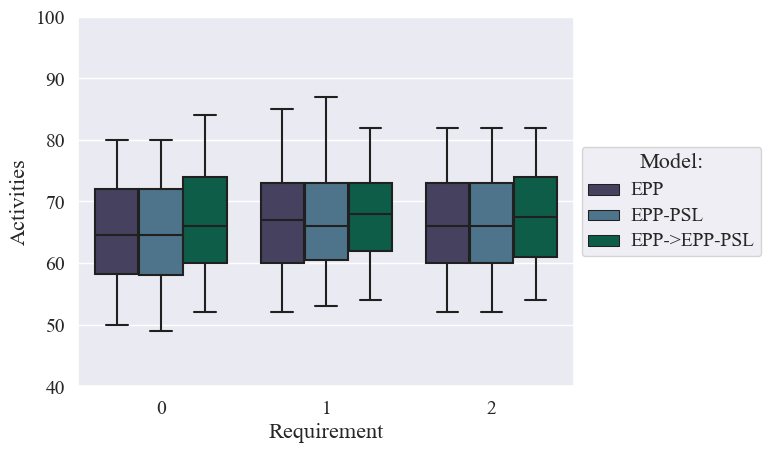 100
90
80
70
60
50
40
Activities
0 1 2
Requirement
Model:
EPP
EPP-PSL
EPP->EPP-PSL